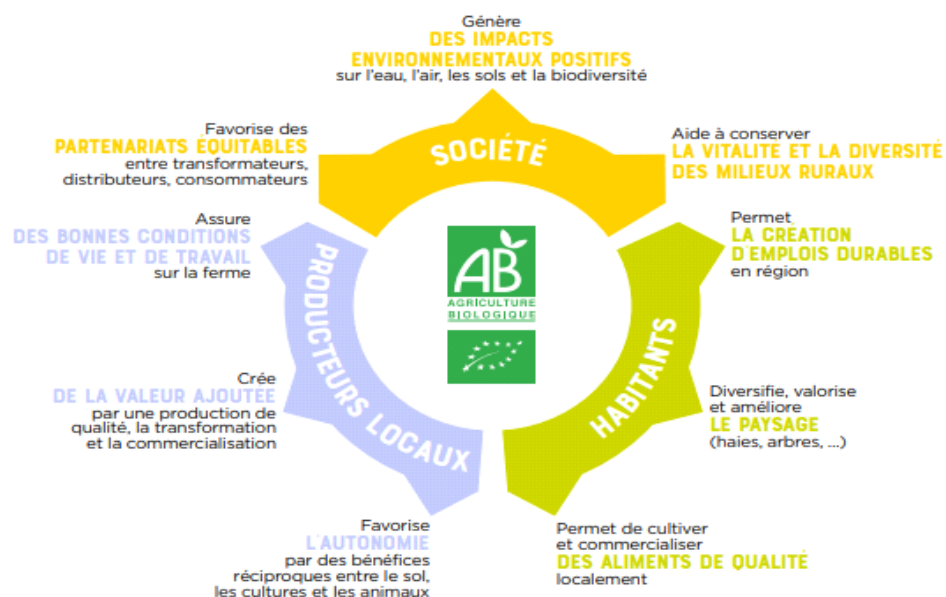 Génère
DES IMPACTS
ENVIRONNEMENTAUX POSITIFS
sur l'eau, l'air, les sols et la biodiversité
Favorise des
PARTENARIATS ÉQUITABLES
entre transformateurs,
distributeurs, consommateurs
SOCIÉTÉ
Aide à conserver
LA VITALITÉ ET LA DIVERSITÉ
DES MILIEUX RURAUX
Assure
DES BONNES CONDITIONS
DE VIE ET DE TRAVAIL
sur la ferme
Permet
LA CRÉATION
D'EMPLOIS DURABLES
en région
AB
AGRICULTURE
BIOLOGIQUE
PRODUCTEURS LOCAUX
HABITANTS
Crée
DE LA VALEUR AJOUTÉE
par une production de
qualité, la transformation
et la commercialisation
Diversifie, valorise
et améliore
LE PAYSAGE
(haies, arbres, ...)
Favorise
L'AUTONOMIE
par des bénéfices
réciproques entre le sol,
les cultures et les animaux
Permet de cultiver
et commercialiser
DES ALIMENTS DE QUALITÉ
localement